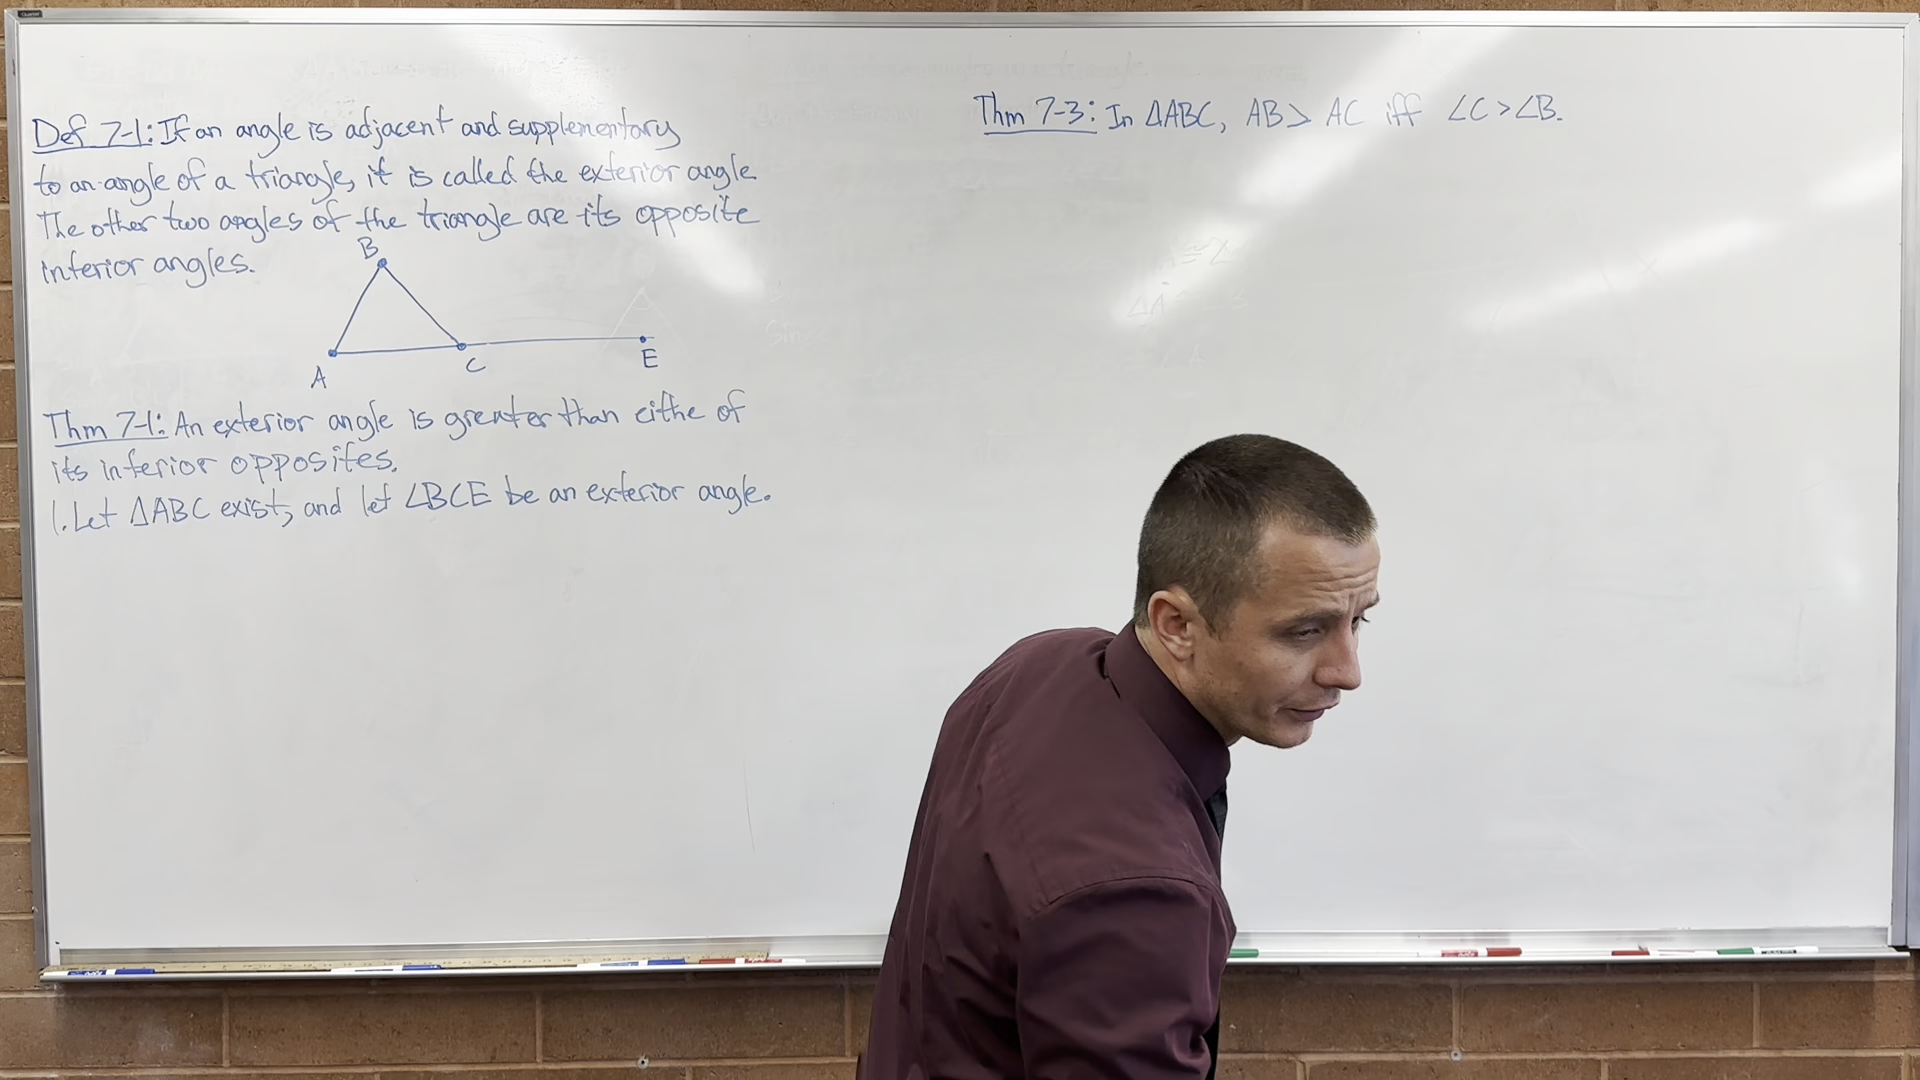 Def 7-1: If an angle is adjacent and supplementary
to an angle of a triangle, it is called the exterior angle.
The other two angles of the triangle are its opposite
interior angles.
B
A
C
E
Thm 7-1: An exterior angle is greater than eithe of
its interior opposites.
1. Let ΔABC exist, and let ∠BCE be an exterior angle.
Thm 7-3: In ΔABC, AB > AC iff ∠C > ∠B.